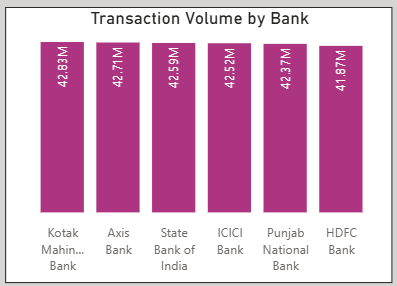 Transaction Volume by Bank
42.83M
42.71M
42.59M
42.52M
42.37M
41.87M
Kotak
Mahin...
Bank
Axis
Bank
State
Bank of
India
ICICI
Bank
Punjab
National
Bank
HDFC
Bank